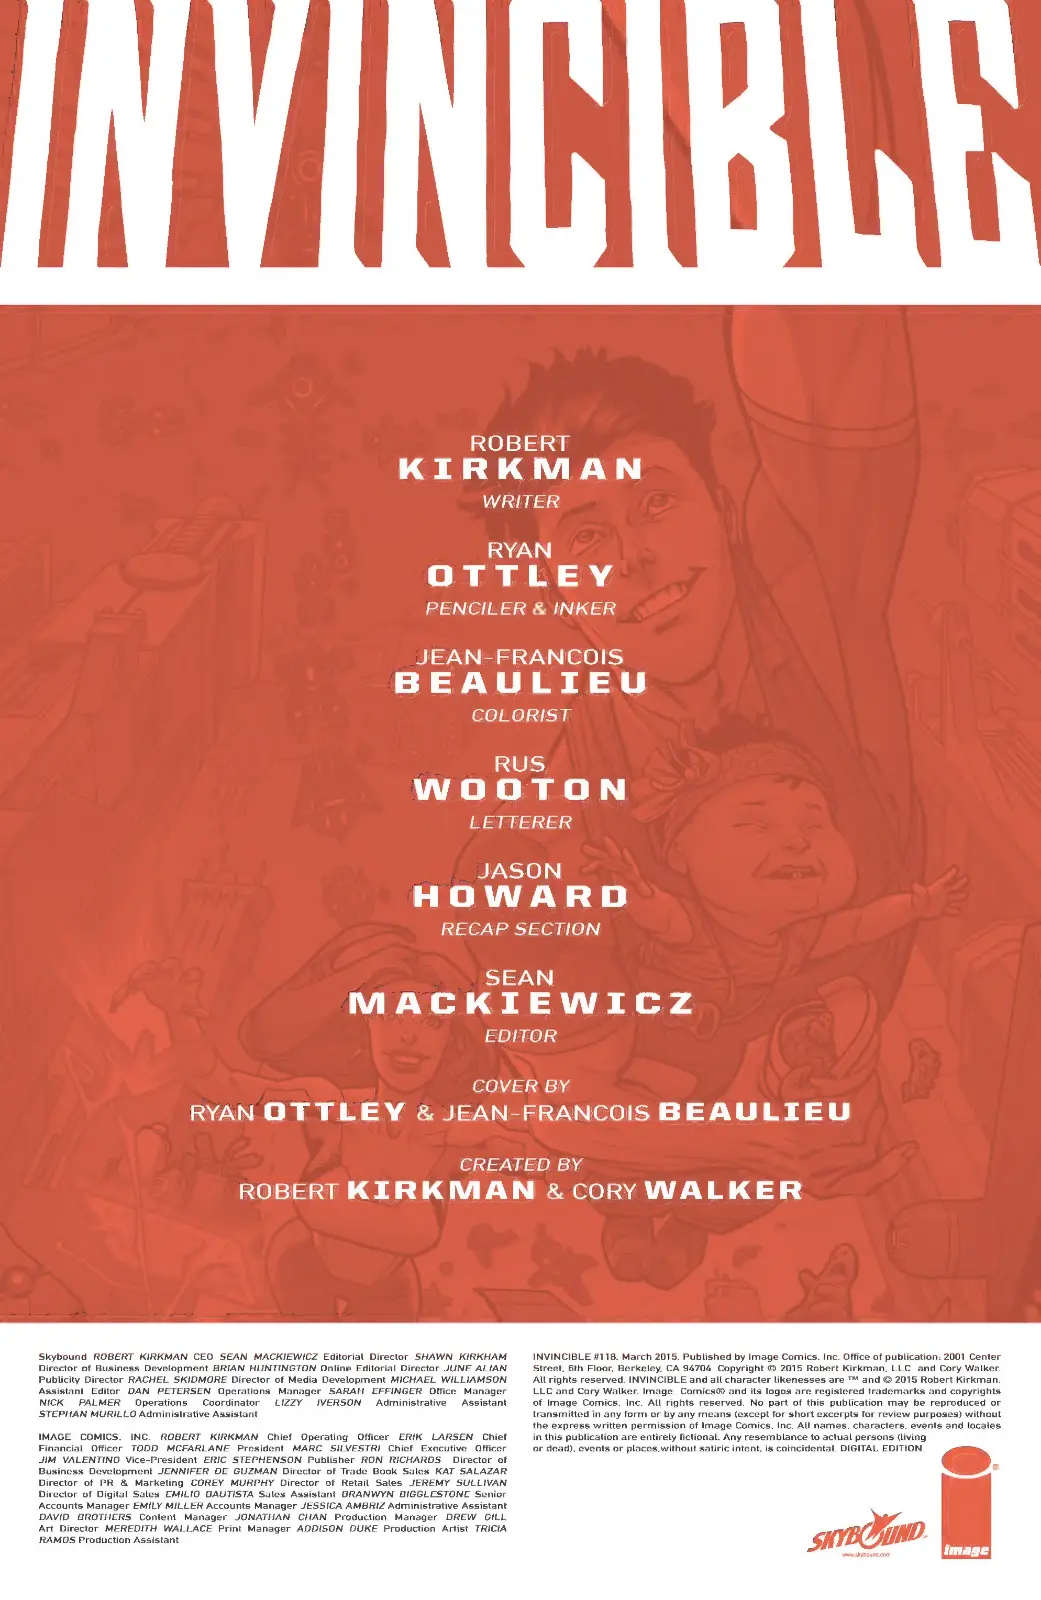 INVINCIBLE
ROBERT
KIRKMAN
WRITER
RYAN
OTTLEY
PENCILER & INKER
JEAN-FRANCOIS
BEAULIEU
COLORIST
RUS
WOOTON
LETTERER
JASON
HOWARD
RECAP SECTION
SEAN
MACKIEWICZ
EDITOR
COVER BY
RYAN OTTLEY & JEAN-FRANCOIS BEAULIEU
CREATED BY
ROBERT KIRKMAN & CORY WALKER
Skybound ROBERT KIRKMAN CEO SEAN MACKIEWICZ Editorial Director SHAWN KIRKHAM
Director of Business Development BRIAN HUNTINGTON Online Editorial Director JUNE ALIAN
Publicity Director RACHEL SKIDMORE Director of Media Development MICHAEL WILLIAMSON
Assistant Editor DAN PETERSEN Operations Manager SARAH EFFINGER Office Manager
NICK PALMER Operations Coordinator LIZZY IVERSON Administrative Assistant
STEPHAN MURILLO Administrative Assistant
IMAGE COMICS, INC. ROBERT KIRKMAN Chief Operating Officer ERIK LARSEN Chief
Financial Officer TODD MCFARLANE President MARC SILVESTRI Chief Executive Officer
JIM VALENTINO Vice-President ERIC STEPHENSON Publisher RON RICHARDS Director of
Business Development JENNIFER DE GUZMAN Director of Trade Book Sales KAT SALAZAR
Director of PR & Marketing COREY MURPHY Director of Retail Sales JEREMY SULLIVAN
Director of Digital Sales EMILIO BAUTISTA Sales Assistant BRANWYN BIGGLESTONE Senior
Accounts Manager EMILY MILLER Accounts Manager JESSICA AMBRIZ Administrative Assistant
DAVID BROTHERS Content Manager JONATHAN CHAN Production Manager DREW GILL
Art Director MEREDITH WALLACE Print Manager ADDISON DUKE Production Artist TRICIA
RAMOS Production Assistant
INVINCIBLE #118. March 2015. Published by Image Comics, Inc. Office of publication: 2001 Center
Street, 6th Floor, Berkeley, CA 94704. Copyright © 2015 Robert Kirkman, LLC and Cory Walker.
All rights reserved. INVINCIBLE and all character likenesses are ™ and © 2015 Robert Kirkman,
LLC and Cory Walker. Image Comics® and its logos are registered trademarks and copyrights
of Image Comics, Inc. All rights reserved. No part of this publication may be reproduced or
transmitted in any form or by any means (except for short excerpts for review purposes) without
the express written permission of Image Comics, Inc. All names, characters, events and locales
in this publication are entirely fictional. Any resemblance to actual persons (living
or dead), events or places, without satiric intent, is coincidental. DIGITAL EDITION.
SKYBOUND™
www.skybound.com
image®